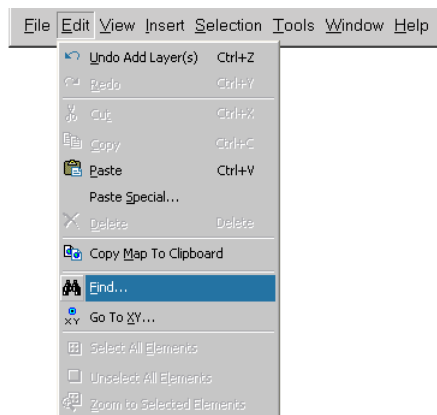 File Edit View Insert Selection Tools Window Help
Undo Add Layer(s) Ctrl+Z
Redo Ctrl+Y
Cut Ctrl+X
Copy Ctrl+C
Paste Ctrl+V
Paste Special...
Delete Delete
Copy Map To Clipboard
Find...
XY Go To XY...
Select All Elements
Unselect All Elements
Zoom to Selected Elements